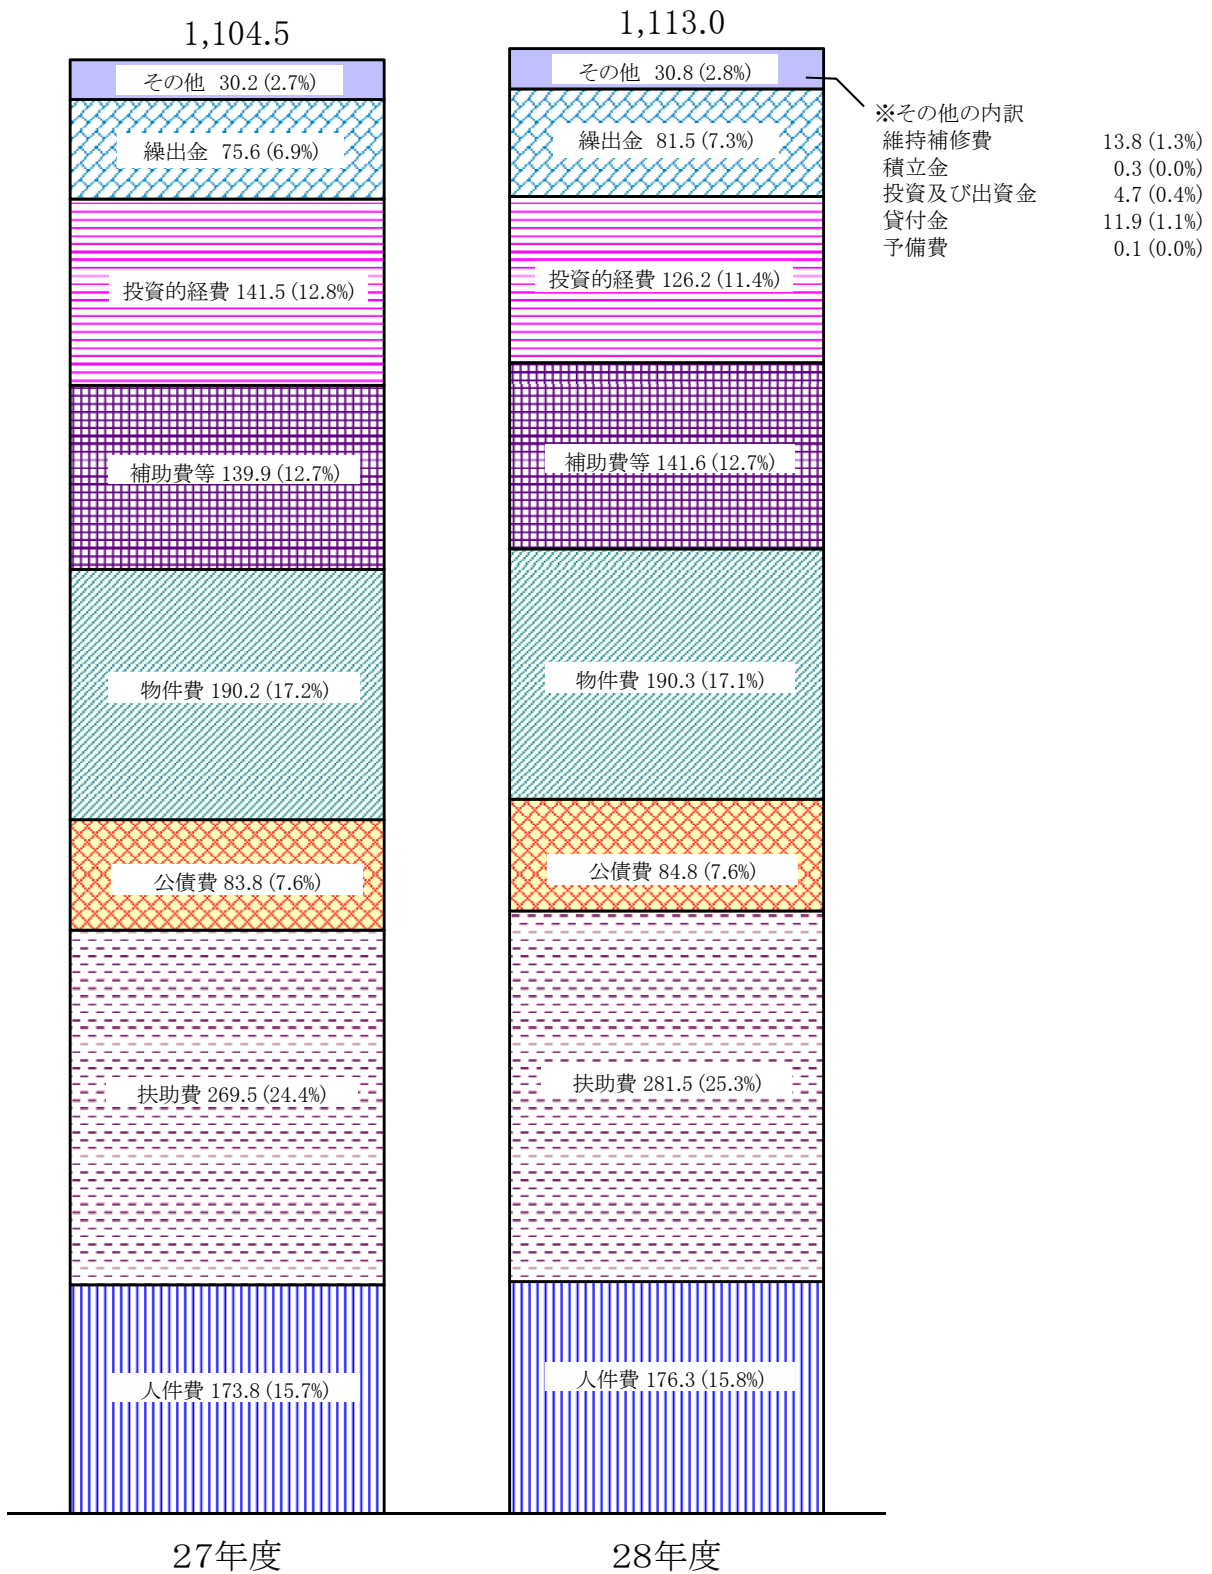 1,104.5
その他 30.2 (2.7%)
繰出金 75.6 (6.9%)
投資的経費 141.5 (12.8%)
補助費等 139.9 (12.7%)
物件費 190.2 (17.2%)
公債費 83.8 (7.6%)
扶助費 269.5 (24.4%)
人件費 173.8 (15.7%)
27年度
1,113.0
その他 30.8 (2.8%)
繰出金 81.5 (7.3%)
投資的経費 126.2 (11.4%)
補助費等 141.6 (12.7%)
物件費 190.3 (17.1%)
公債費 84.8 (7.6%)
扶助費 281.5 (25.3%)
人件費 176.3 (15.8%)
28年度
※その他の内訳
維持補修費 13.8 (1.3%)
積立金 0.3 (0.0%)
投資及び出資金 4.7 (0.4%)
貸付金 11.9 (1.1%)
予備費 0.1 (0.0%)